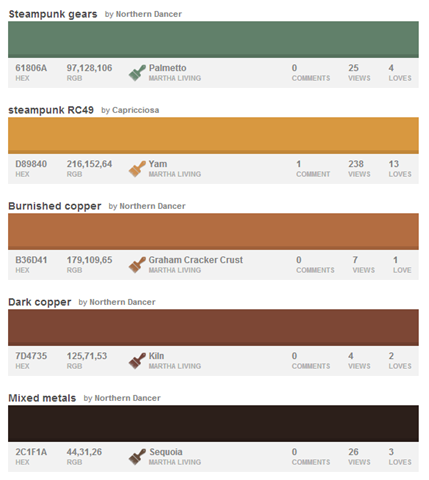 Steampunk gears by Northern Dancer
61806A 97,128,106 Palmetto 0 25 4
HEX RGB MARTHA LIVING COMMENTS VIEWS LOVES
steampunk RC49 by Capricciosa
D89840 216,152,64 Yam 1 238 13
HEX RGB MARTHA LIVING COMMENT VIEWS LOVES
Burnished copper by Northern Dancer
B36D41 179,109,65 Graham Cracker Crust 0 7 1
HEX RGB MARTHA LIVING COMMENTS VIEWS LOVE
Dark copper by Northern Dancer
7D4735 125,71,53 Kiln 0 4 2
HEX RGB MARTHA LIVING COMMENTS VIEWS LOVES
Mixed metals by Northern Dancer
2C1F1A 44,31,26 Sequoia 0 26 3
HEX RGB MARTHA LIVING COMMENTS VIEWS LOVES